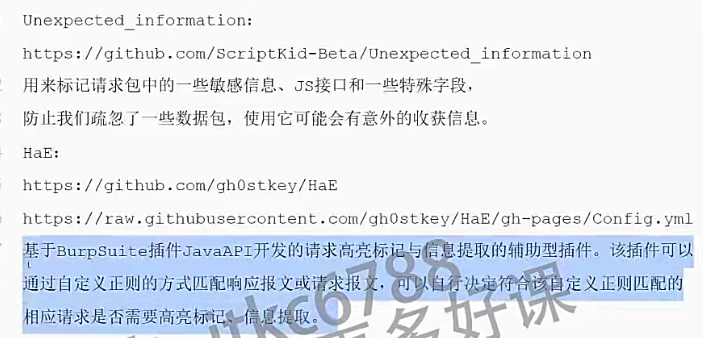 Unexpected_information:
https://github.com/ScriptKid-Beta/Unexpected_information
用来标记请求包中的一些敏感信息、JS接口和一些特殊字段，
防止我们疏忽了一些数据包，使用它可能会有意外的收获信息。
HaE:
https://github.com/gh0stkey/HaE
https://raw.githubusercontent.com/gh0stkey/HaE/gh-pages/Config.yml
基于BurpSuite插件JavaAPI开发的请求高亮标记与信息提取的辅助型插件。该插件可以
通过自定义正则的方式匹配响应报文或请求报文，可以自行决定符合该自定义正则匹配的
相应请求是否需要高亮标记、信息提取。